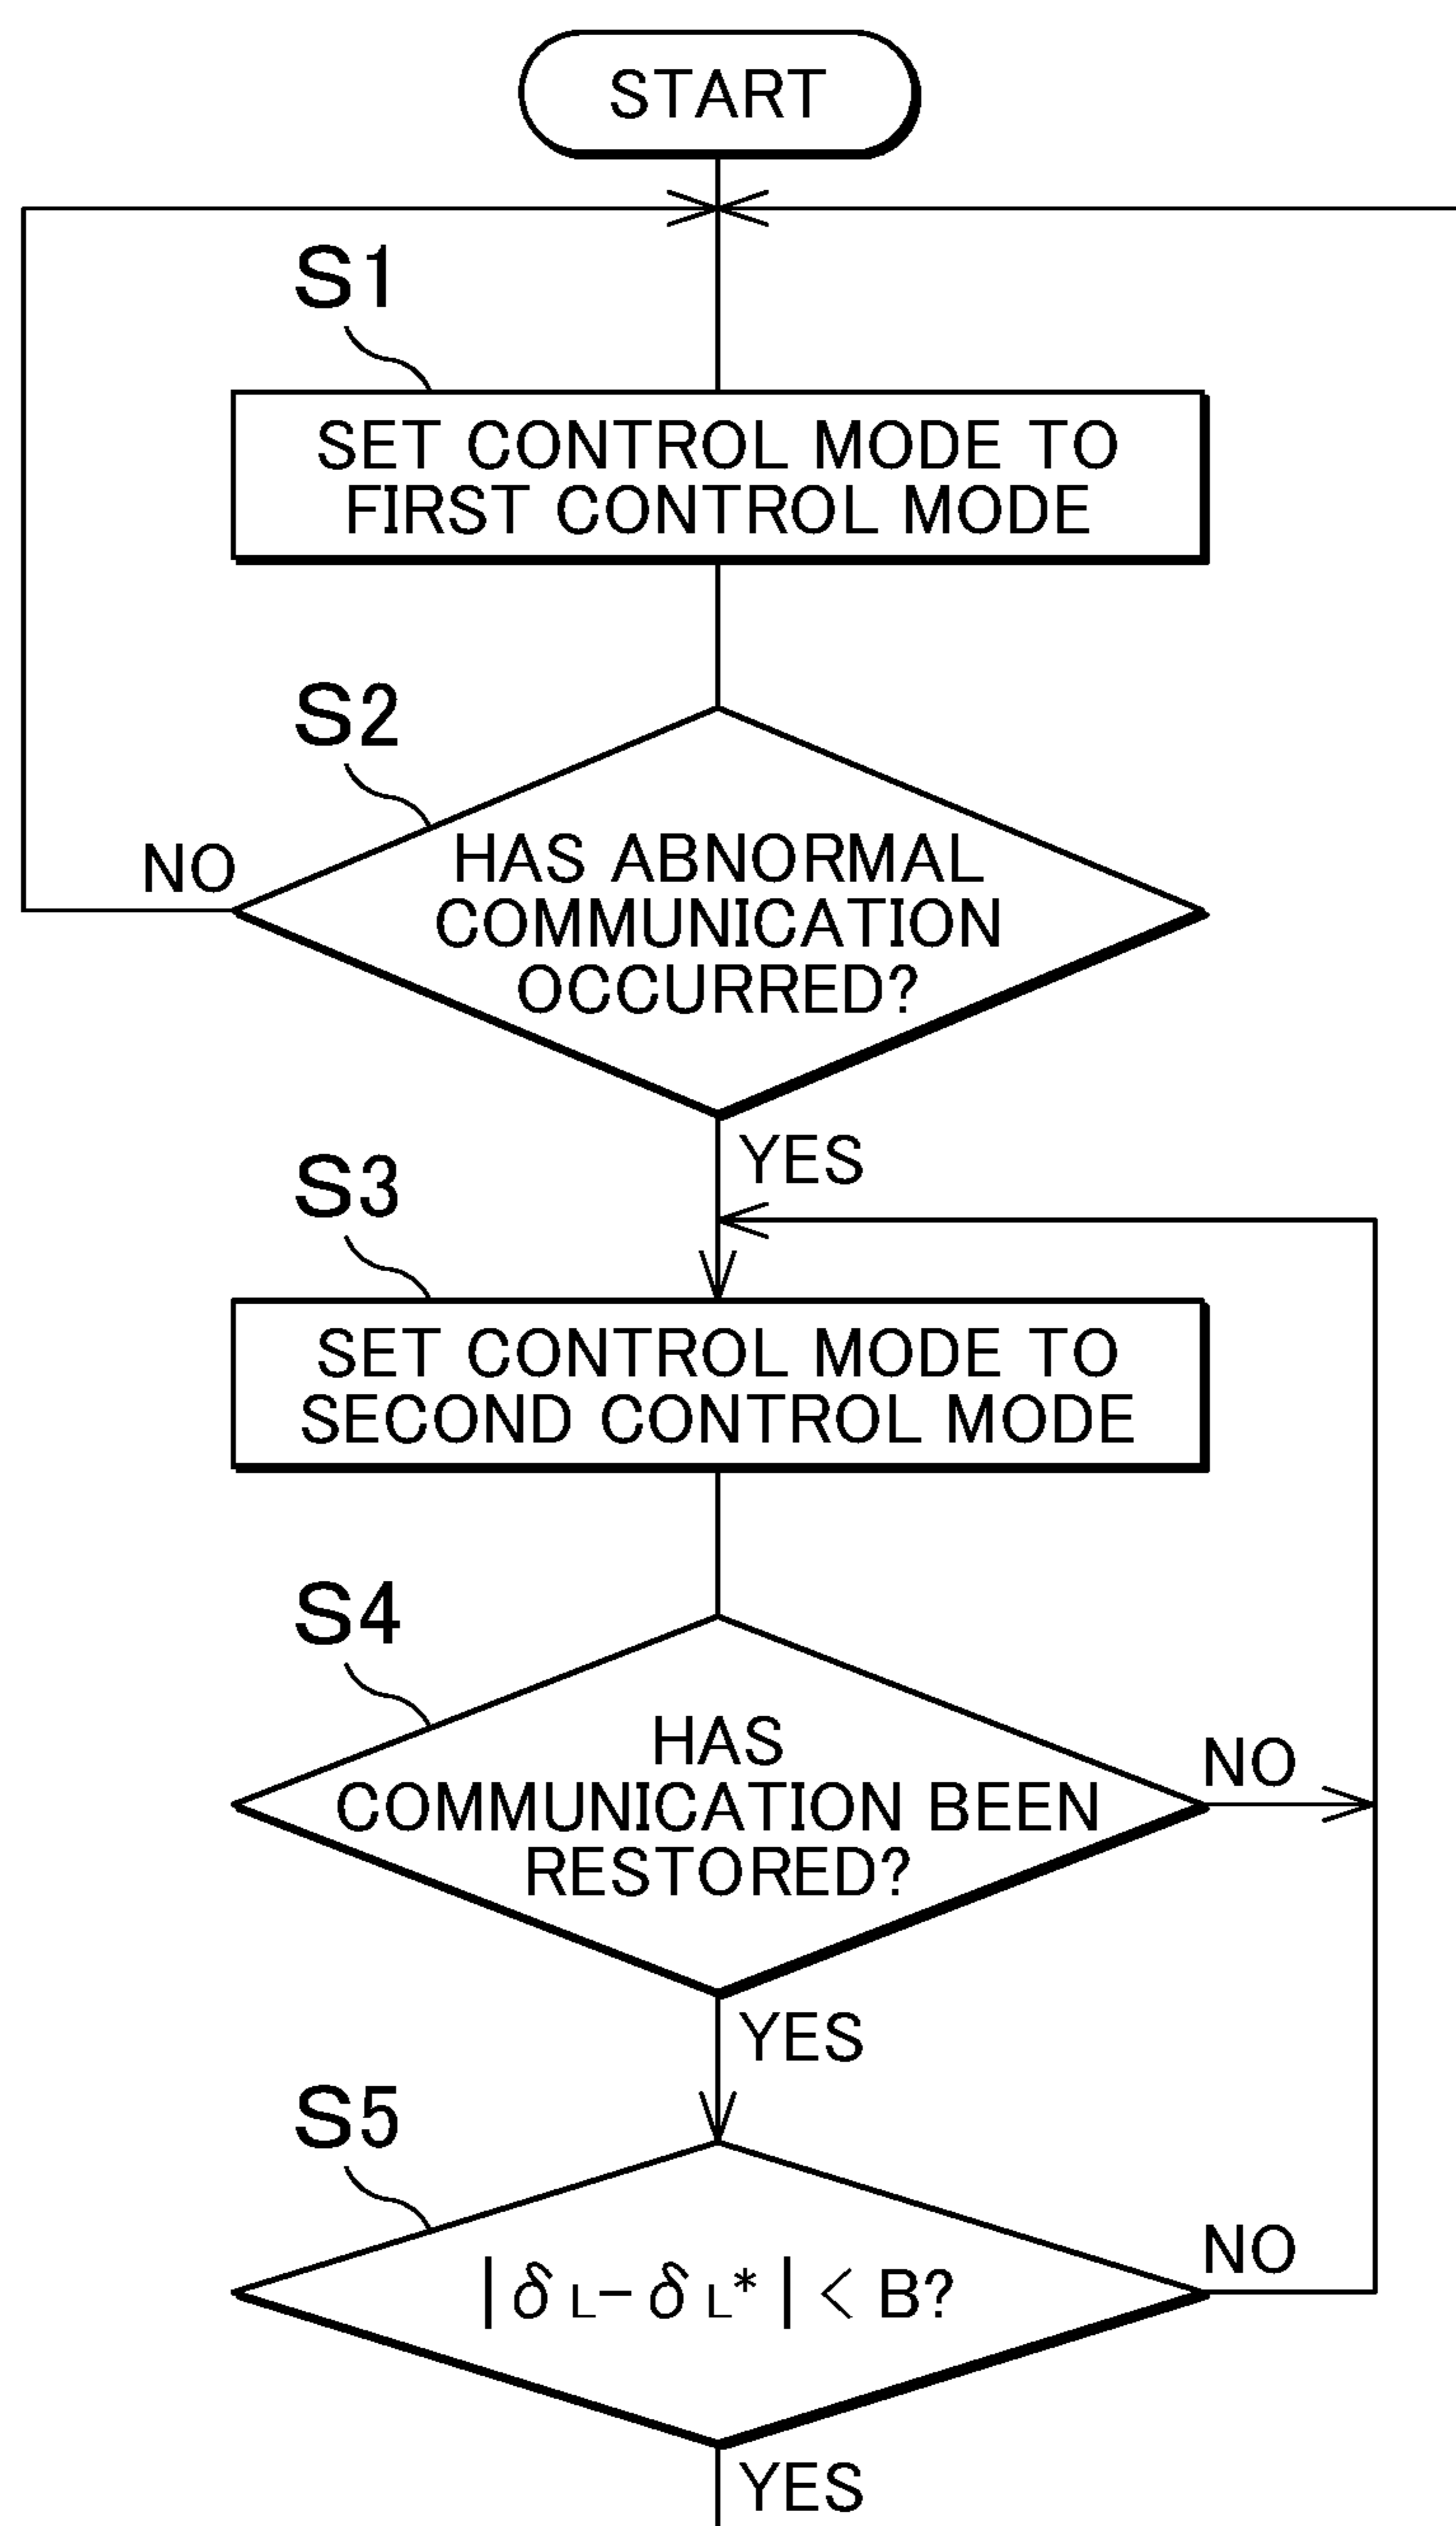 START
S1
SET CONTROL MODE TO
FIRST CONTROL MODE
S2
NO
HAS ABNORMAL
COMMUNICATION
OCCURRED?
YES
S3
SET CONTROL MODE TO
SECOND CONTROL MODE
S4
HAS
COMMUNICATION BEEN
RESTORED?
NO
YES
S5
|δL-δL*|<B?
NO
YES